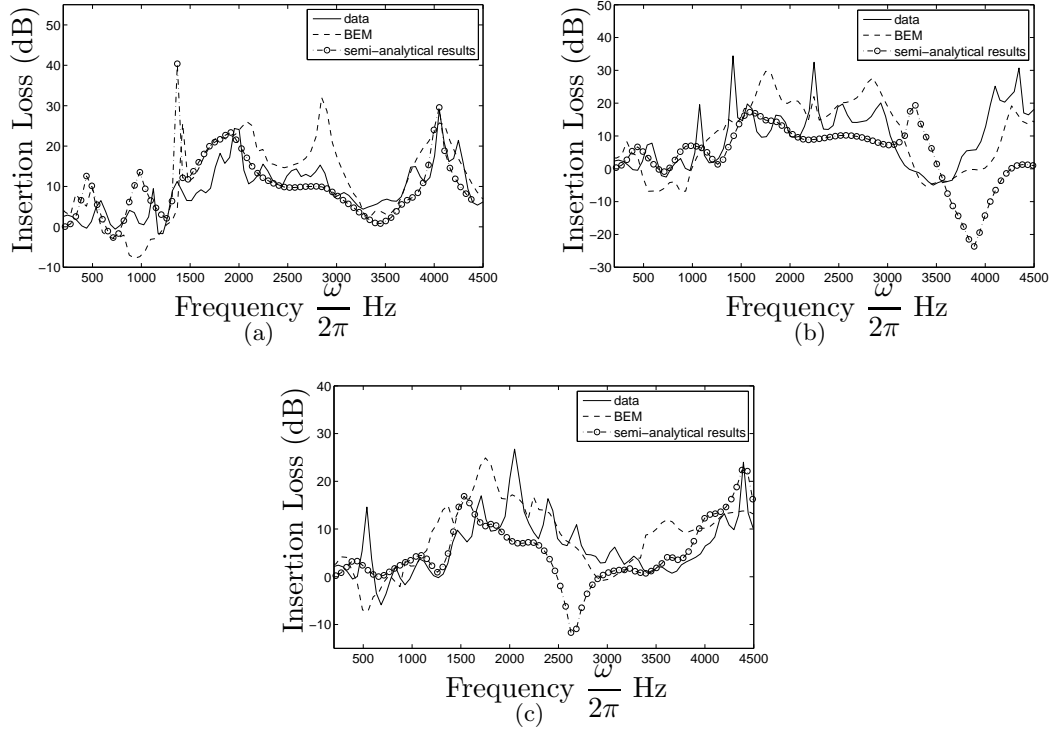 Insertion Loss (dB)
50
40
30
20
10
0
−10
data
BEM
semi-analytical results
500 1000 1500 2000 2500 3000 3500 4000 4500
Frequency ω/2π Hz
(a)
Insertion Loss (dB)
50
40
30
20
10
0
−10
−20
−30
data
BEM
semi-analytical results
500 1000 1500 2000 2500 3000 3500 4000 4500
Frequency ω/2π Hz
(b)
Insertion Loss (dB)
40
30
20
10
0
−10
data
BEM
semi-analytical results
500 1000 1500 2000 2500 3000 3500 4000 4500
Frequency ω/2π Hz
(c)